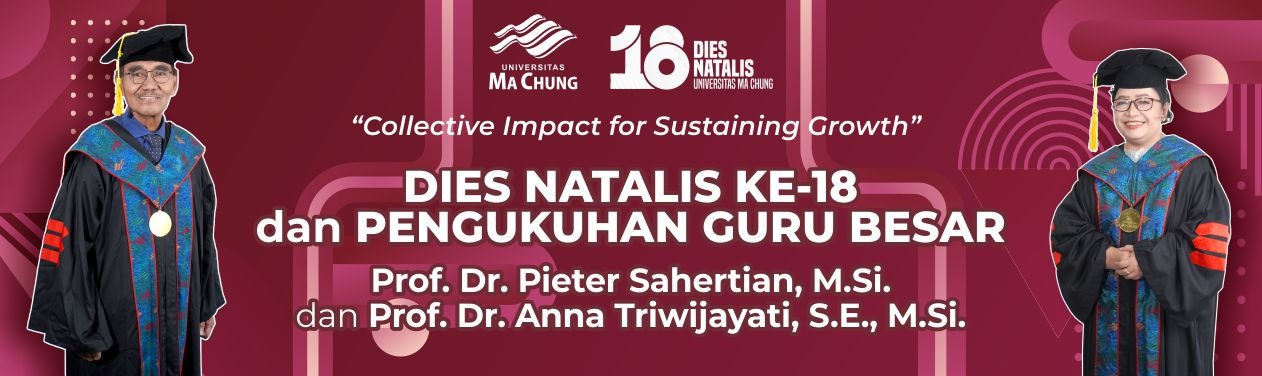 UNIVERSITAS
MA CHUNG
18 DIES
NATALIS
UNIVERSITAS MA CHUNG
“Collective Impact for Sustaining Growth”
DIES NATALIS KE-18
dan PENGUKUHAN GURU BESAR
Prof. Dr. Pieter Sahertian, M.Si.
dan Prof. Dr. Anna Triwijayati, S.E., M.Si.